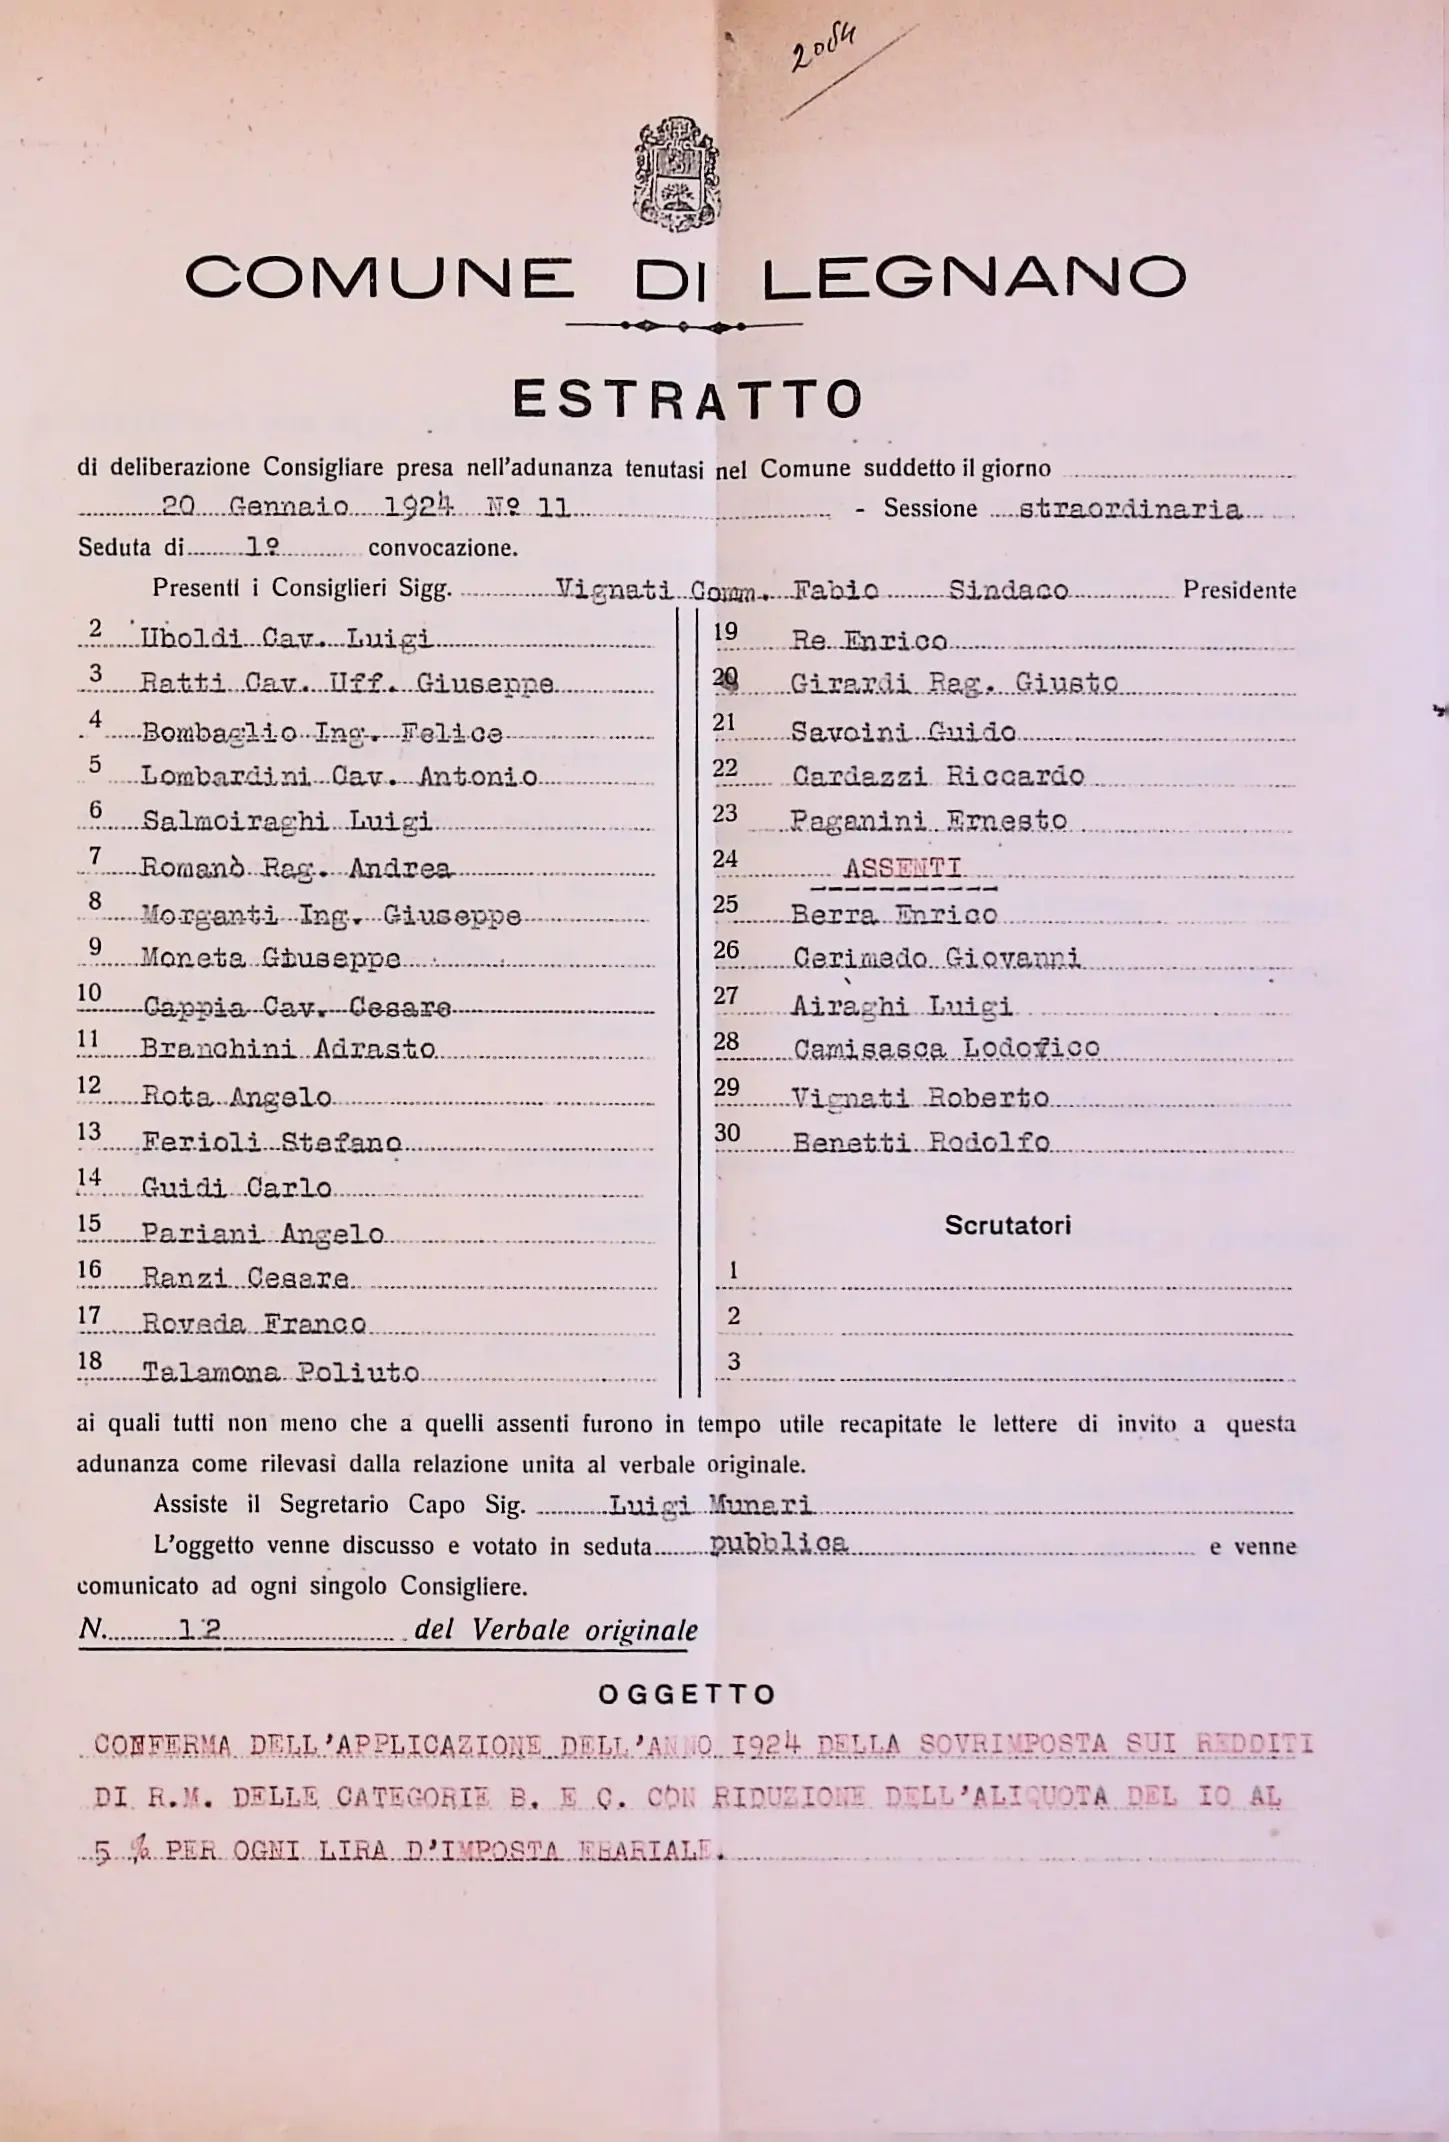 2084
COMUNE DI LEGNANO
ESTRATTO
di deliberazione Consigliare presa nell'adunanza tenutasi nel Comune suddetto il giorno
20 Gennaio 1924 Nº 11 - Sessione straordinaria
Seduta di 1º convocazione.
Presenti i Consiglieri Sigg. Vignati Comm. Fabio Sindaco Presidente
2 Uboldi Cav. Luigi
3 Ratti Cav. Uff. Giuseppe
4 Bombaglio Ing. Felice
5 Lombardini Cav. Antonio
6 Salmoiraghi Luigi
7 Romanò Rag. Andrea
8 Morganti Ing. Giuseppe
9 Moneta Giuseppe
10 Cappia Cav. Cesare
11 Branchini Adrasto
12 Rota Angelo
13 Ferioli Stefano
14 Guidi Carlo
15 Pariani Angelo
16 Ranzi Cesare
17 Roveda Franco
18 Talamona Poliuto
19 Re Enrico
20 Girardi Rag. Giusto
21 Savoini Guido
22 Cardazzi Riccardo
23 Paganini Ernesto
24 ASSENTI
25 Berra Enrico
26 Cerimedo Giovanni
27 Airaghi Luigi
28 Camisasca Lodovico
29 Vignati Roberto
30 Benetti Rodolfo
Scrutatori
1
2
3
ai quali tutti non meno che a quelli assenti furono in tempo utile recapitate le lettere di invito a questa
adunanza come rilevasi dalla relazione unita al verbale originale.
Assiste il Segretario Capo Sig. Luigi Munari
L'oggetto venne discusso e votato in seduta pubblica e venne
comunicato ad ogni singolo Consigliere.
N. 12 del Verbale originale
OGGETTO
CONFERMA DELL'APPLICAZIONE DELL'ANNO 1924 DELLA SOVRIMPOSTA SUI REDDITI
DI R.M. DELLE CATEGORIE B. E C. CON RIDUZIONE DELL'ALIQUOTA DEL IO AL
5 % PER OGNI LIRA D'IMPOSTA ERARIALE.